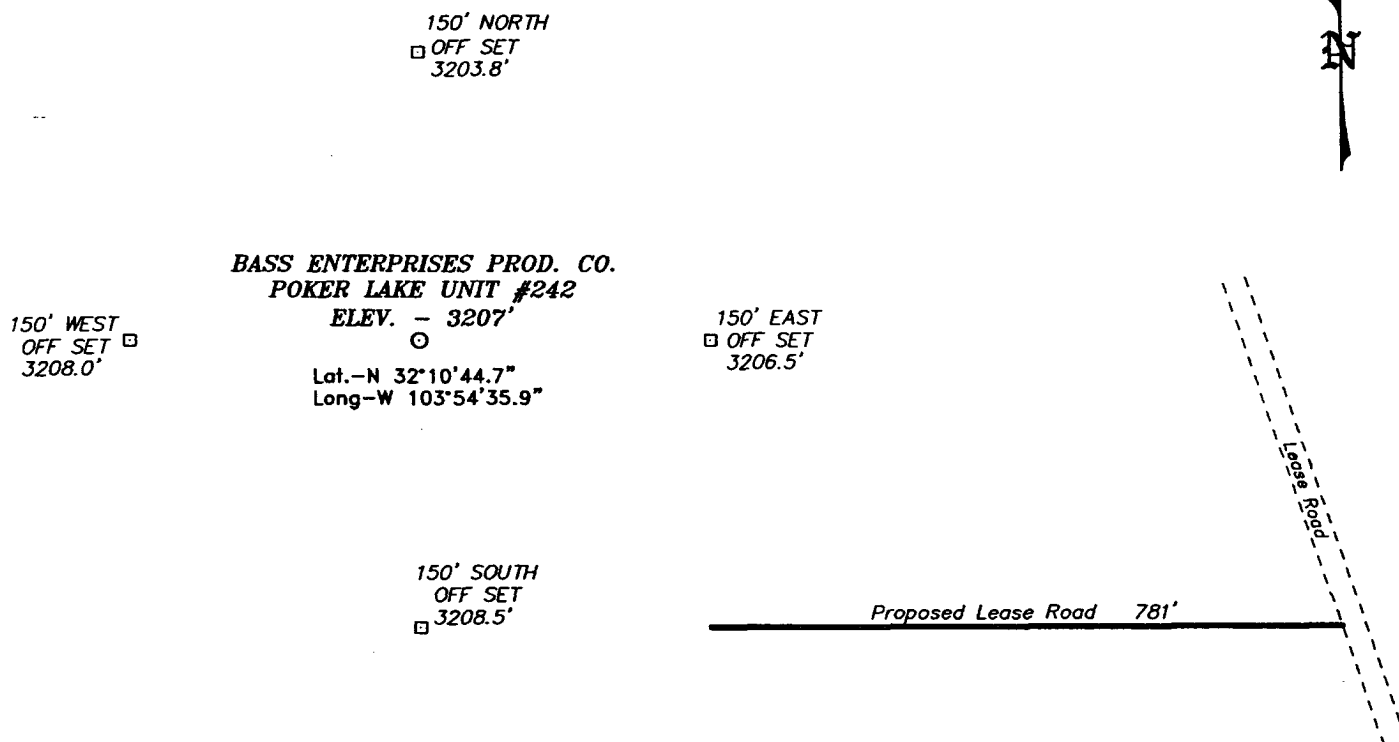 150' NORTH
OFF SET
3203.8'
N
BASS ENTERPRISES PROD. CO.
POKER LAKE UNIT #242
ELEV. - 3207'
150' WEST
OFF SET
3208.0'
150' EAST
OFF SET
3206.5'
Lat.-N 32°10'44.7"
Long-W 103°54'35.9"
Lease Road
150' SOUTH
OFF SET
3208.5'
Proposed Lease Road 781'